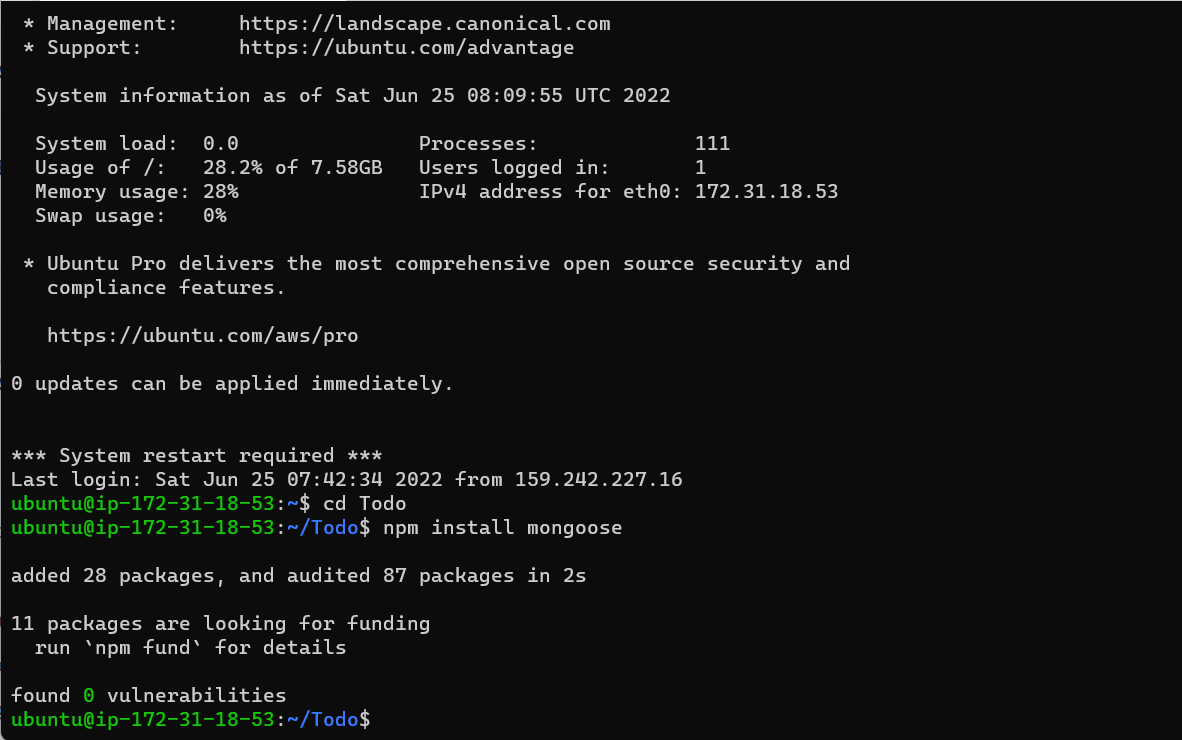 * Management:     https://landscape.canonical.com
* Support:        https://ubuntu.com/advantage
System information as of Sat Jun 25 08:09:55 UTC 2022
System load:  0.0               Processes:             111
Usage of /:   28.2% of 7.58GB   Users logged in:       1
Memory usage: 28%               IPv4 address for eth0: 172.31.18.53
Swap usage:   0%
* Ubuntu Pro delivers the most comprehensive open source security and
compliance features.
https://ubuntu.com/aws/pro
0 updates can be applied immediately.
*** System restart required ***
Last login: Sat Jun 25 07:42:34 2022 from 159.242.227.16
ubuntu@ip-172-31-18-53:~$ cd Todo
ubuntu@ip-172-31-18-53:~/Todo$ npm install mongoose
added 28 packages, and audited 87 packages in 2s
11 packages are looking for funding
run `npm fund` for details
found 0 vulnerabilities
ubuntu@ip-172-31-18-53:~/Todo$